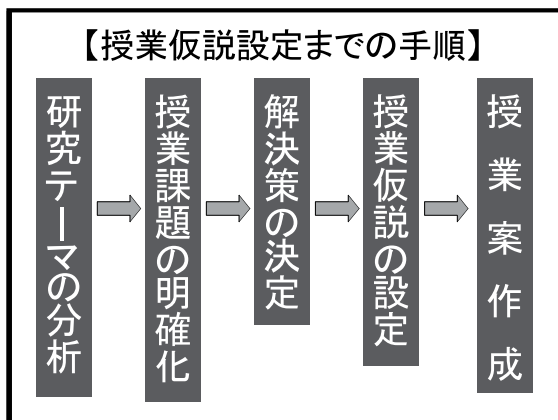 【授業仮説設定までの手順】
研究テーマの分析
授業課題の明確化
解決策の決定
授業仮説の設定
授業案作成